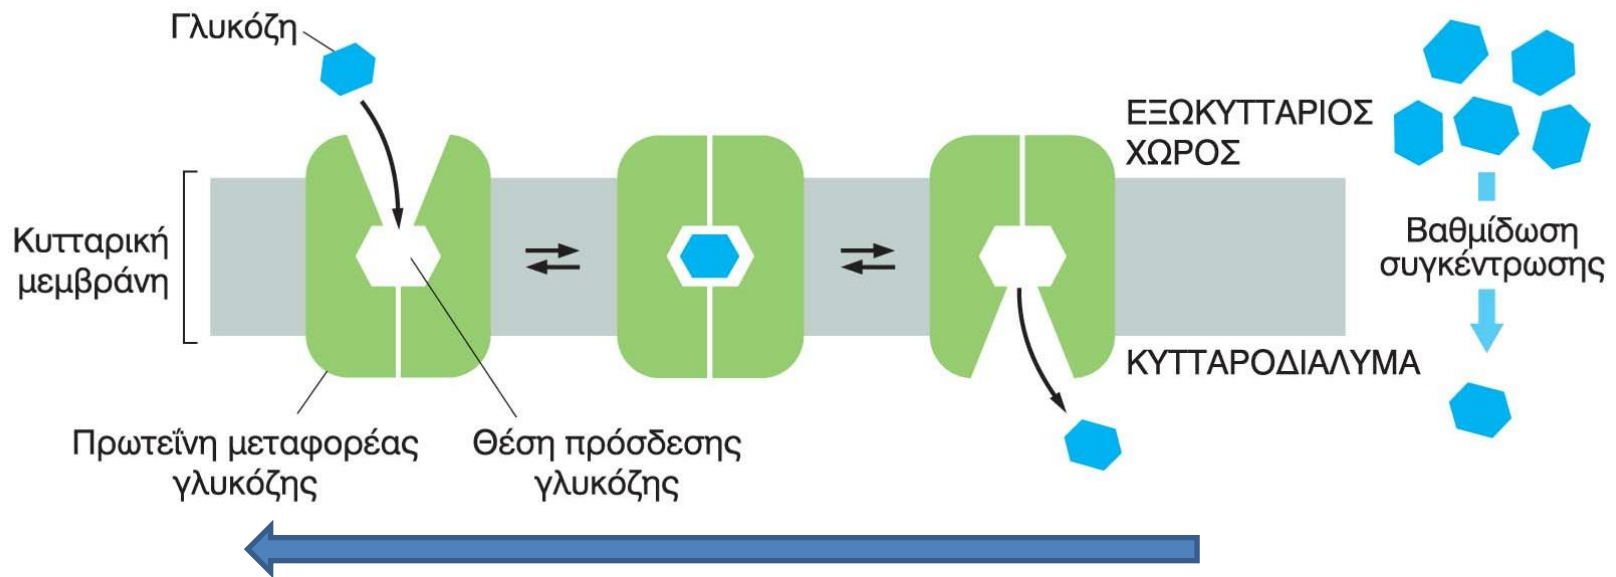 Γλυκόζη
ΕΞΩΚΥΤΤΑΡΙΟΣ
ΧΩΡΟΣ
Κυτταρική
μεμβράνη
Βαθμίδωση
συγκέντρωσης
ΚΥΤΤΑΡΟΔΙΑΛΥΜΑ
Πρωτεΐνη μεταφορέας
γλυκόζης
Θέση πρόσδεσης
γλυκόζης